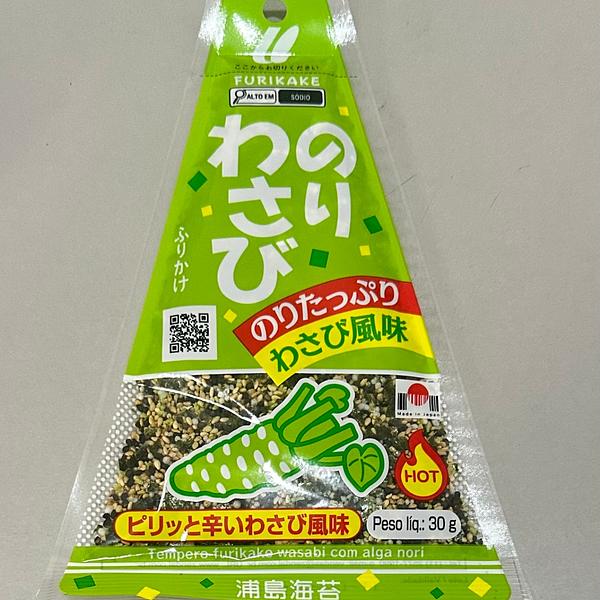 ここからお切りください
FURIKAKE
ALTO EM SÓDIO
のり
わさび
ふりかけ
のりたっぷり
わさび風味
Made in Japan
HOT
ピリッと辛いわさび風味
Peso líq.: 30 g
Tempero furikake wasabi com alga nori
浦島海苔
Lote / Validade